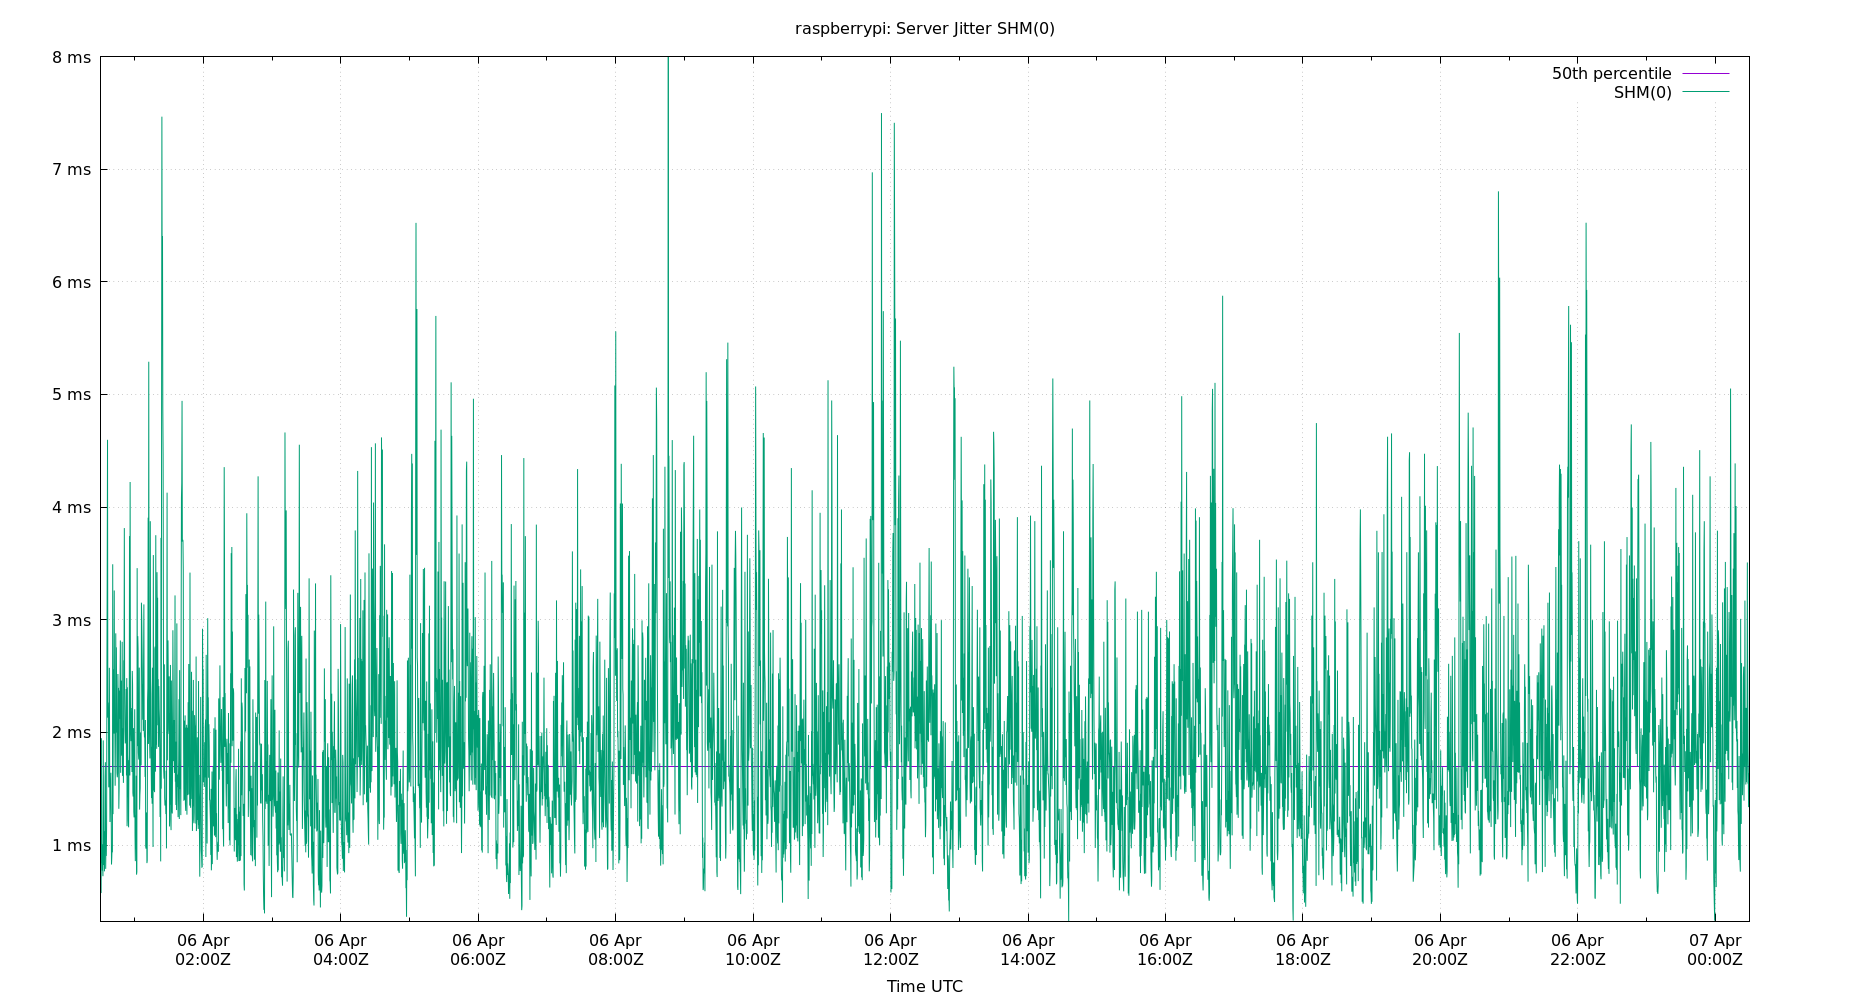 raspberrypi: Server Jitter SHM(0)
8 ms
50th percentile
SHM(0)
7 ms
6 ms
5 ms
4 ms
3 ms
2 ms
1 ms
06 Apr 06 Apr 06 Apr 06 Apr 06 Apr 06 Apr 06 Apr 06 Apr 06 Apr 06 Apr 06 Apr 07 Apr
02:00Z 04:00Z 06:00Z 08:00Z 10:00Z 12:00Z 14:00Z 16:00Z 18:00Z 20:00Z 22:00Z 00:00Z
Time UTC